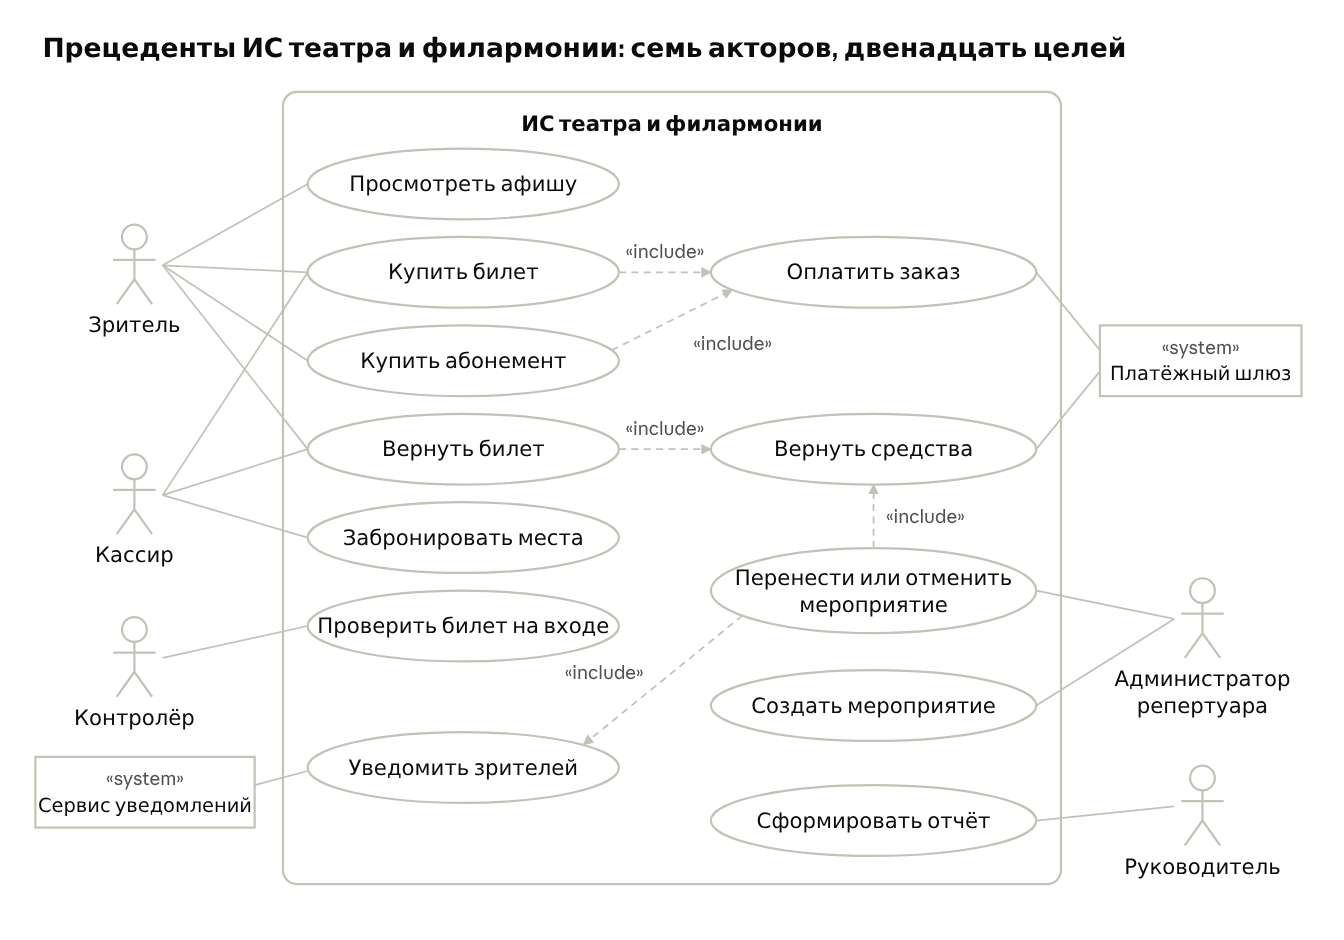 Прецеденты ИС театра и филармонии: семь акторов, двенадцать целей
ИС театра и филармонии
Просмотреть афишу
Купить билет
«include»
Оплатить заказ
Зритель
Купить абонемент
«include»
«system»
Платёжный шлюз
Вернуть билет
«include»
Вернуть средства
Кассир
Забронировать места
«include»
Перенести или отменить
мероприятие
Проверить билет на входе
«include»
Контролёр
Администратор
репертуара
Создать мероприятие
«system»
Сервис уведомлений
Уведомить зрителей
Сформировать отчёт
Руководитель